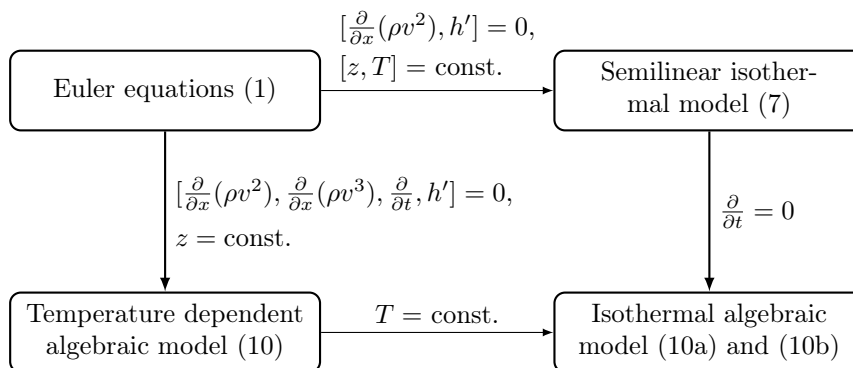 [∂/∂x(ρv²), h′] = 0,
[z, T] = const.
Euler equations (1)
Semilinear isother-
mal model (7)
[∂/∂x(ρv²), ∂/∂x(ρv³), ∂/∂t, h′] = 0,
z = const.
∂/∂t = 0
Temperature dependent
algebraic model (10)
T = const.
Isothermal algebraic
model (10a) and (10b)